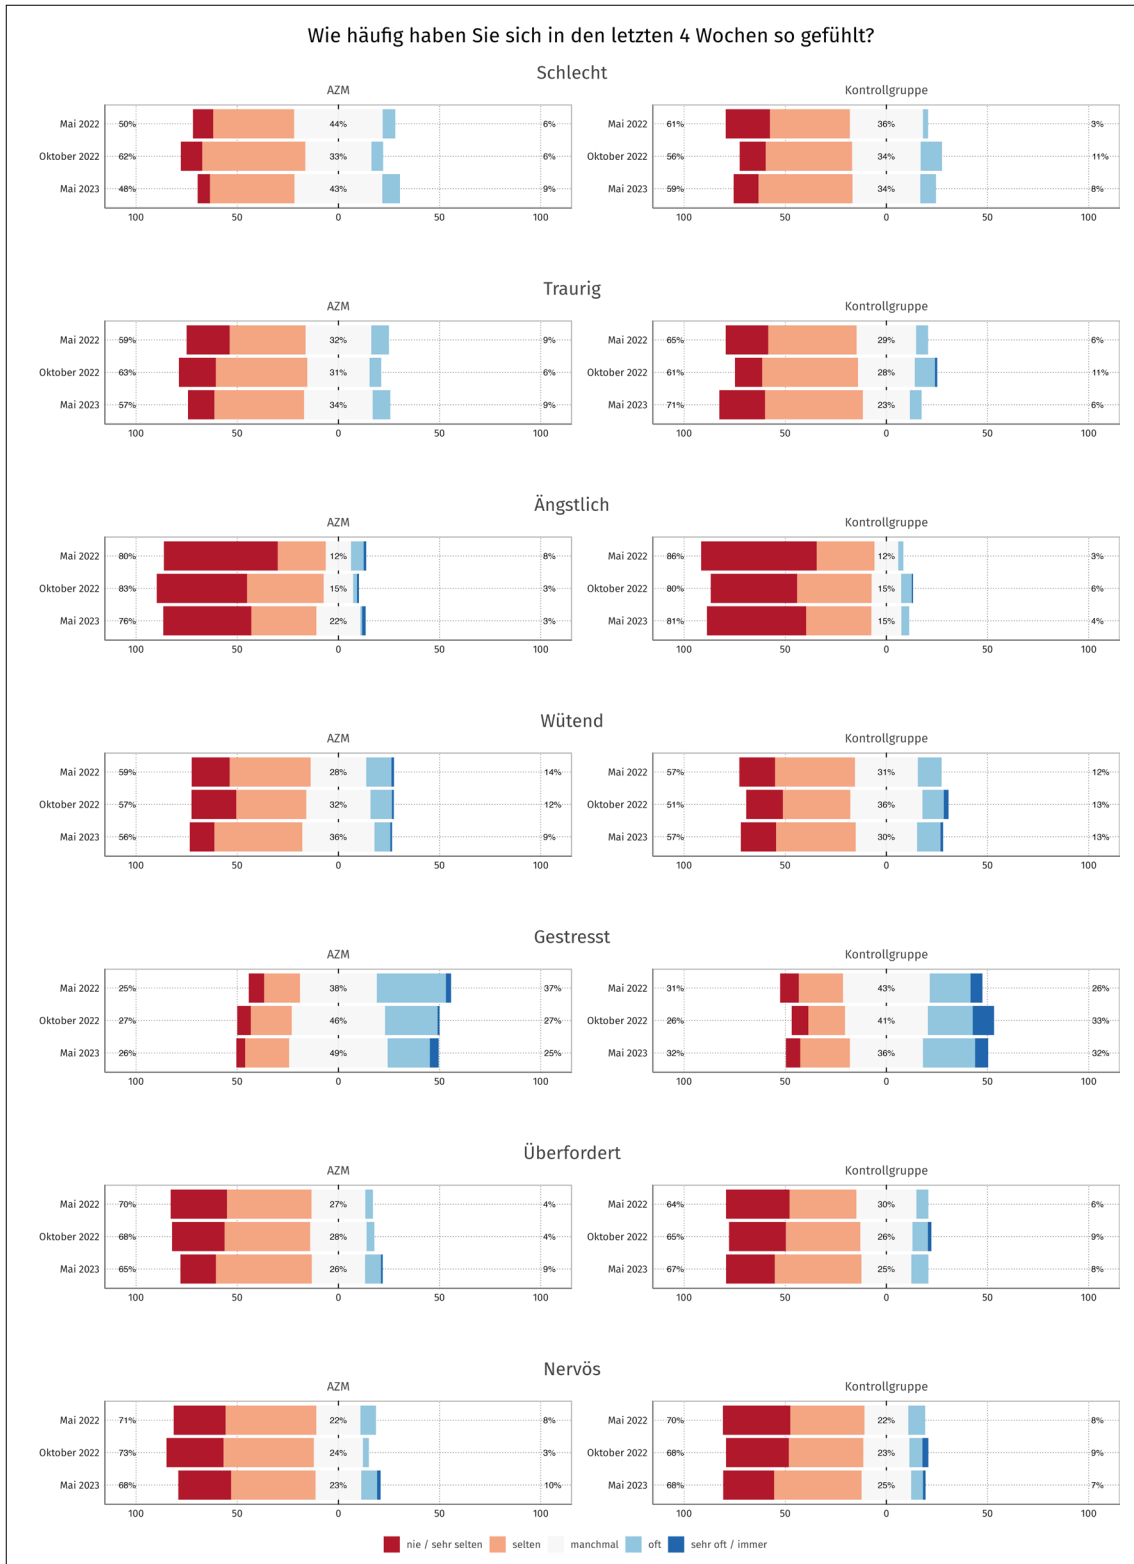 Wie häufig haben Sie sich in den letzten 4 Wochen so gefühlt?
Schlecht
AZM Kontrollgruppe
Mai 2022 50% 44% 6% 61% 36% 3%
Oktober 2022 62% 33% 6% 56% 34% 11%
Mai 2023 48% 43% 9% 59% 34% 8%
100 50 0 50 100 100 50 0 50 100
Traurig
AZM Kontrollgruppe
Mai 2022 59% 32% 9% 65% 29% 6%
Oktober 2022 63% 31% 6% 61% 28% 11%
Mai 2023 57% 34% 9% 71% 23% 6%
100 50 0 50 100 100 50 0 50 100
Ängstlich
AZM Kontrollgruppe
Mai 2022 80% 12% 8% Mai 2022 86% 12% 3%
Oktober 2022 83% 15% 3% Oktober 2022 80% 15% 6%
Mai 2023 76% 22% 3% Mai 2023 81% 15% 4%
100 50 0 50 100 100 50 0 50 100
Wütend
AZM Kontrollgruppe
Mai 2022 59% 28% 14% Mai 2022 57% 31% 12%
Oktober 2022 57% 32% 12% Oktober 2022 51% 36% 13%
Mai 2023 56% 36% 9% Mai 2023 57% 30% 13%
100 50 0 50 100 100 50 0 50 100
Gestresst
AZM Kontrollgruppe
Mai 2022 25% 38% 37% Mai 2022 31% 43% 26%
Oktober 2022 27% 46% 27% Oktober 2022 26% 41% 33%
Mai 2023 26% 49% 25% Mai 2023 32% 36% 32%
100 50 0 50 100 100 50 0 50 100
Überfordert
AZM Kontrollgruppe
Mai 2022 70% 27% 4% Mai 2022 64% 30% 6%
Oktober 2022 68% 28% 4% Oktober 2022 65% 26% 9%
Mai 2023 65% 26% 9% Mai 2023 67% 25% 8%
100 50 0 50 100 100 50 0 50 100
Nervös
AZM Kontrollgruppe
Mai 2022 71% 22% 8% Mai 2022 70% 22% 8%
Oktober 2022 73% 24% 3% Oktober 2022 68% 23% 9%
Mai 2023 68% 23% 10% Mai 2023 68% 25% 7%
100 50 0 50 100 100 50 0 50 100
nie / sehr selten selten manchmal oft sehr oft / immer